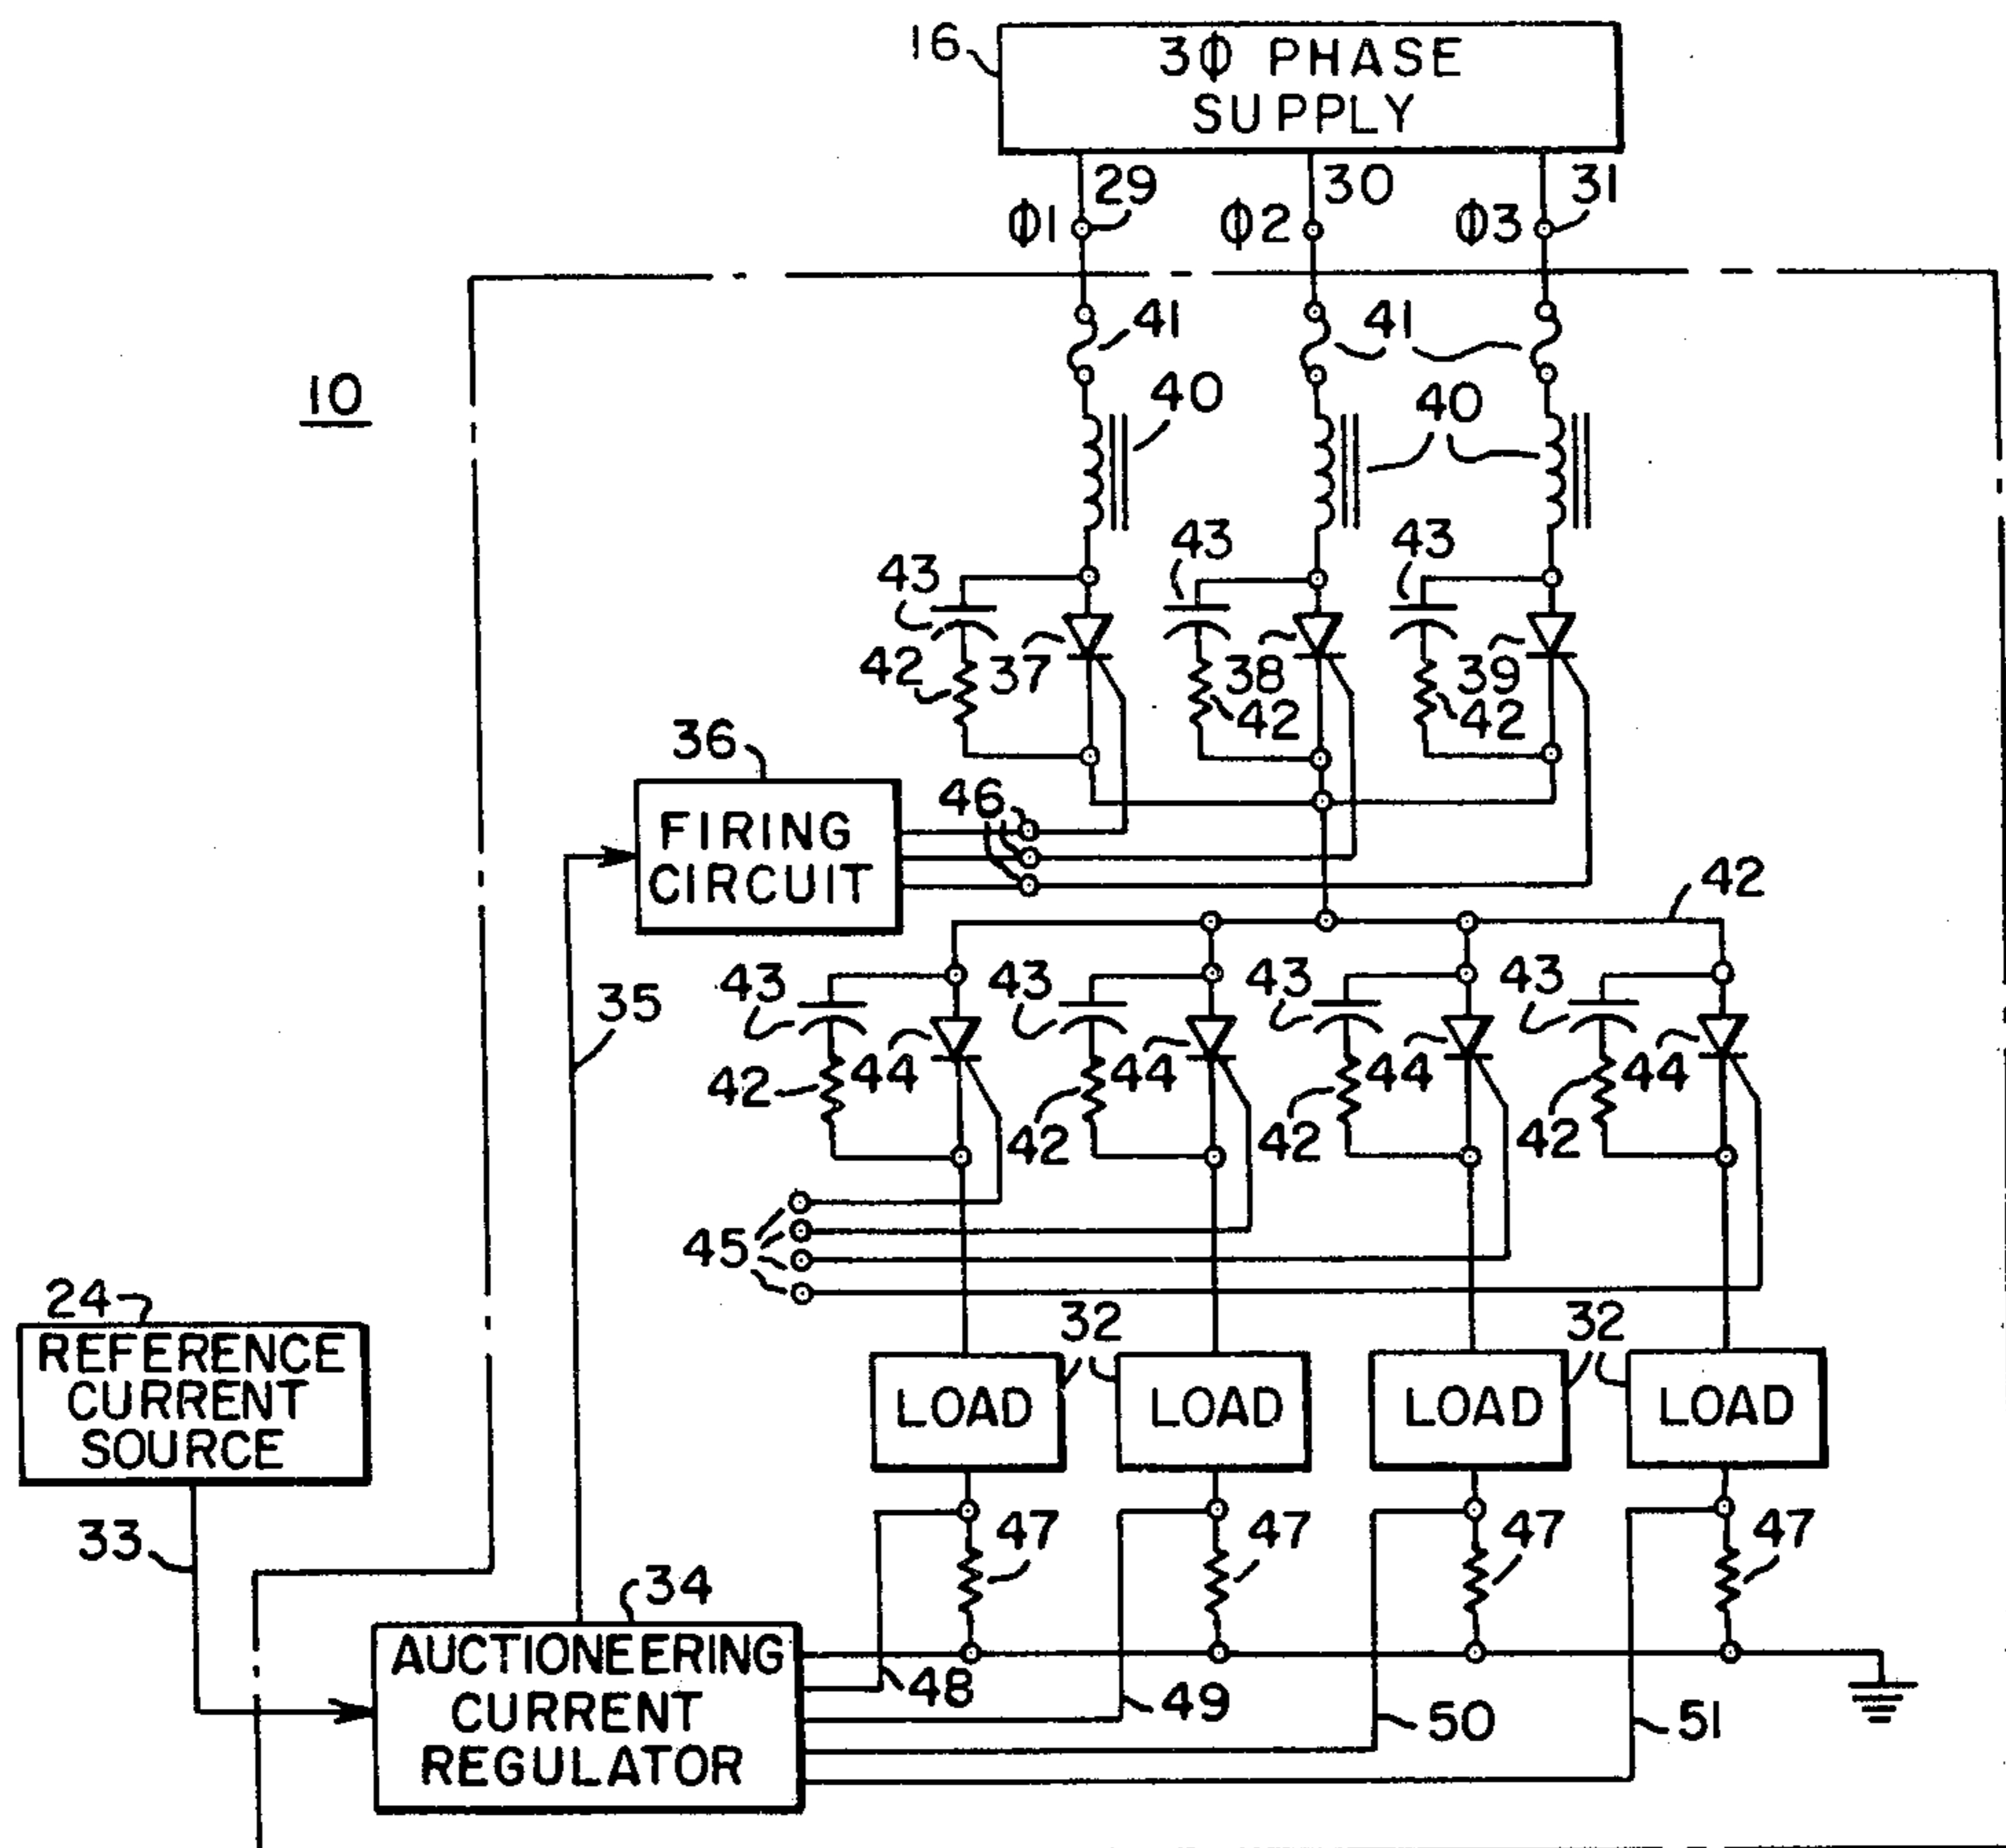 16
3Φ PHASE
SUPPLY
29
30
31
Φ1
Φ2
Φ3
41
41
10
40
40
43
43
43
42
37
38
42
39
42
36
46
FIRING
CIRCUIT
42
35
43
43
43
43
42
44
44
44
44
42
42
42
45
24
32
32
REFERENCE
CURRENT
SOURCE
LOAD
LOAD
LOAD
LOAD
33
47
47
47
47
34
AUCTIONEERING
CURRENT
REGULATOR
48
49
50
51